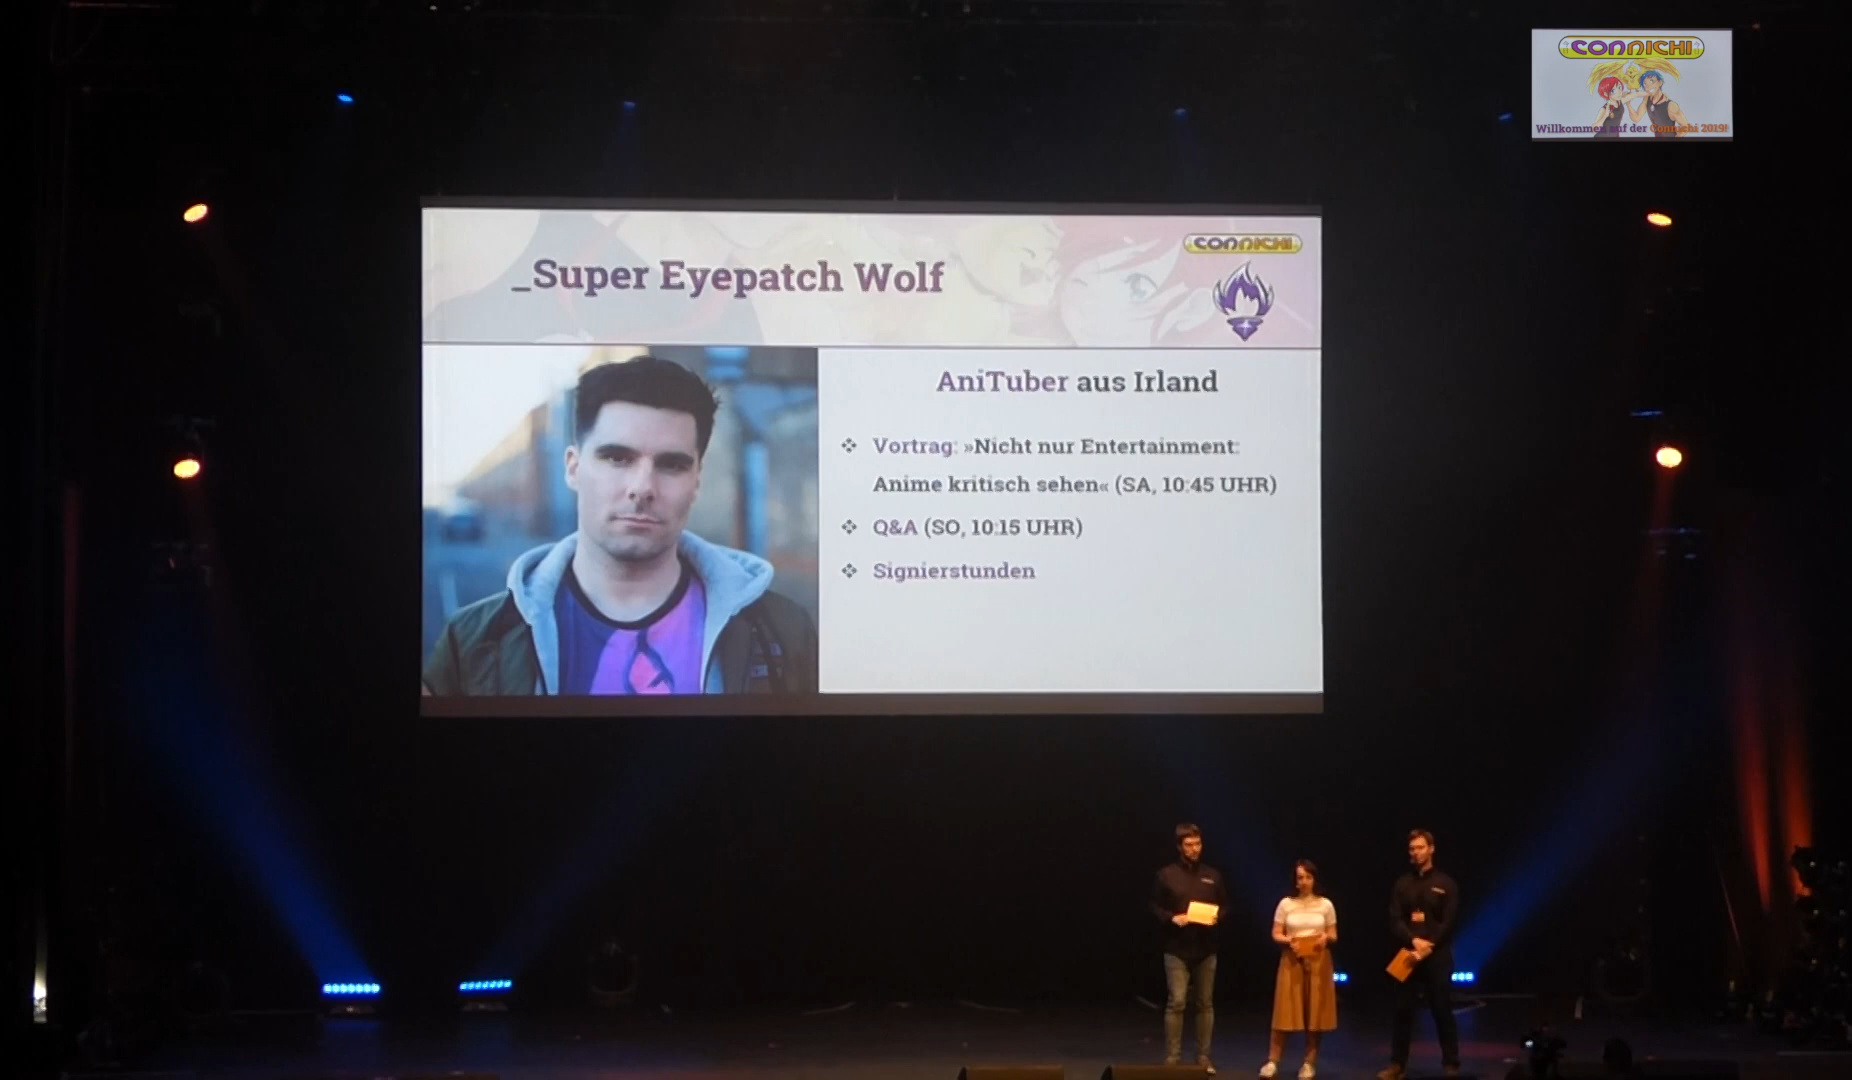 CONNICHI
Willkommen auf der Connichi 2019!
_Super Eyepatch Wolf
CONNICHI
AniTuber aus Irland
Vortrag: »Nicht nur Entertainment:
Anime kritisch sehen« (SA, 10:45 UHR)
Q&A (SO, 10:15 UHR)
Signierstunden